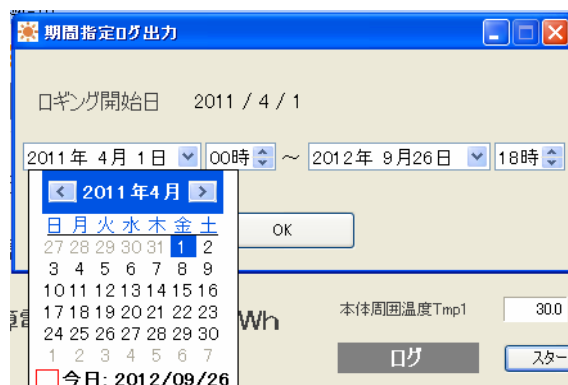 期間指定ログ出力
ロギング開始日 2011 / 4 / 1
2011年 4月 1日 00時 ～ 2012年 9月26日 18時
2011年4月
日 月 火 水 木 金 土
27 28 29 30 31 1 2
3 4 5 6 7 8 9
10 11 12 13 14 15 16
17 18 19 20 21 22 23
24 25 26 27 28 29 30
1 2 3 4 5 6 7
今日: 2012/09/26
OK
Wh
本体周囲温度Tmp1 30.0
ログ
スター